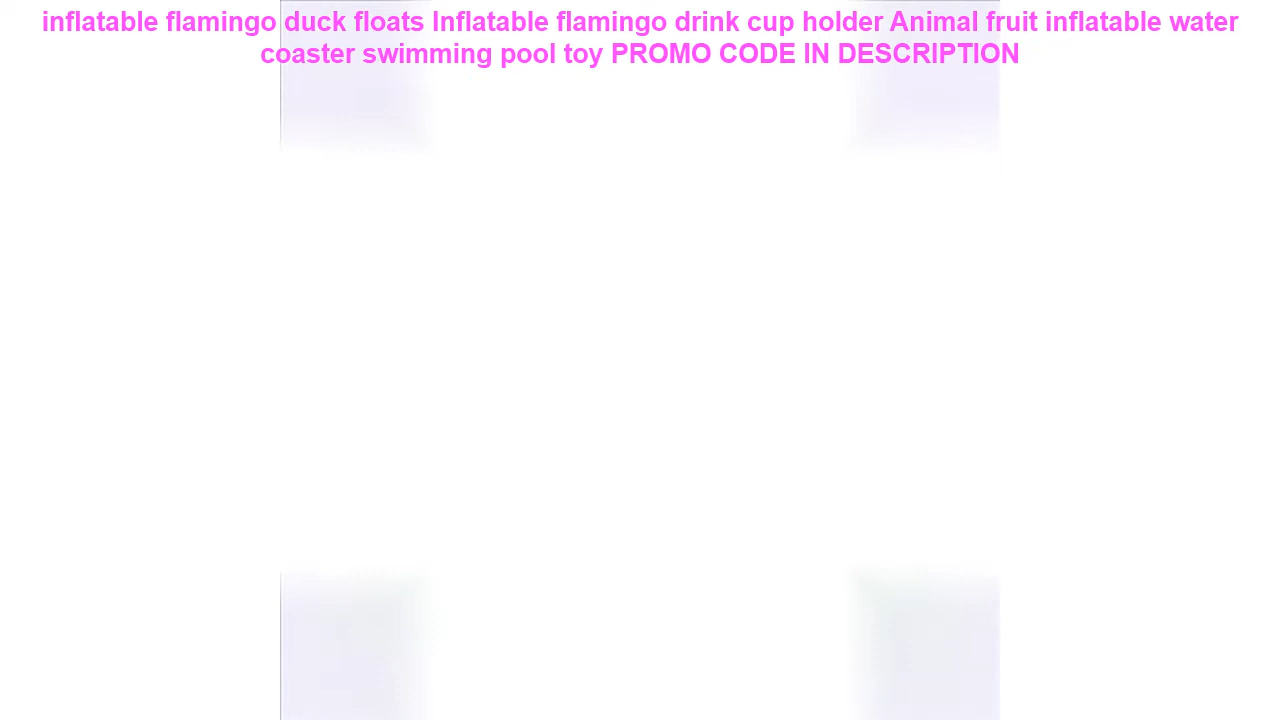 inflatable flamingo duck floats Inflatable flamingo drink cup holder Animal fruit inflatable water
coaster swimming pool toy PROMO CODE IN DESCRIPTION